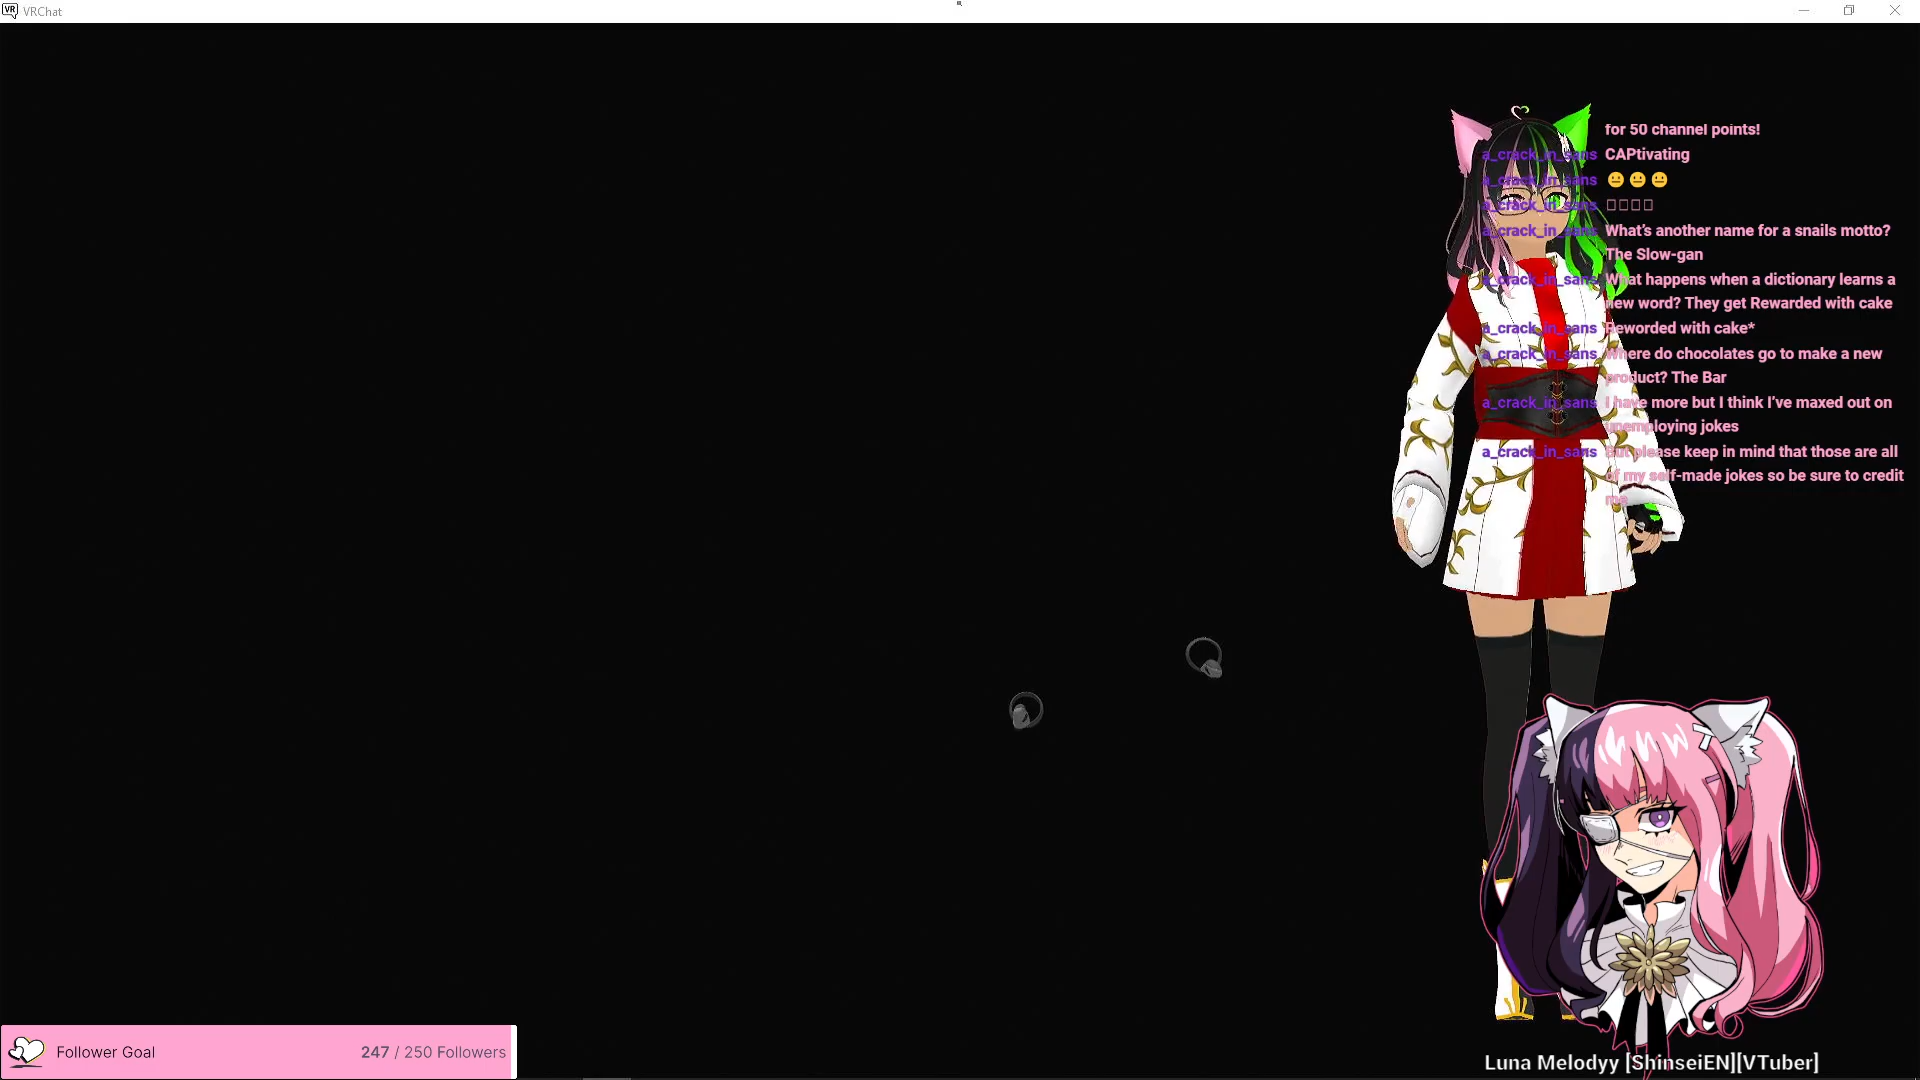 VRChat
for 50 channel points!
a_crack_in_sans CAPtivating
a_crack_in_sans 😐 😐 😐
a_crack_in_sans
a_crack_in_sans What's another name for a snails motto?
The Slow-gan
a_crack_in_sans What happens when a dictionary learns a
new word? They get Rewarded with cake
a_crack_in_sans Reworded with cake*
a_crack_in_sans Where do chocolates go to make a new
product? The Bar
a_crack_in_sans I have more but I think I've maxed out on
unemploying jokes
a_crack_in_sans But please keep in mind that those are all
of my self-made jokes so be sure to credit
me
Follower Goal 247 / 250 Followers
Luna Melodyy [ShinseiEN][VTuber]